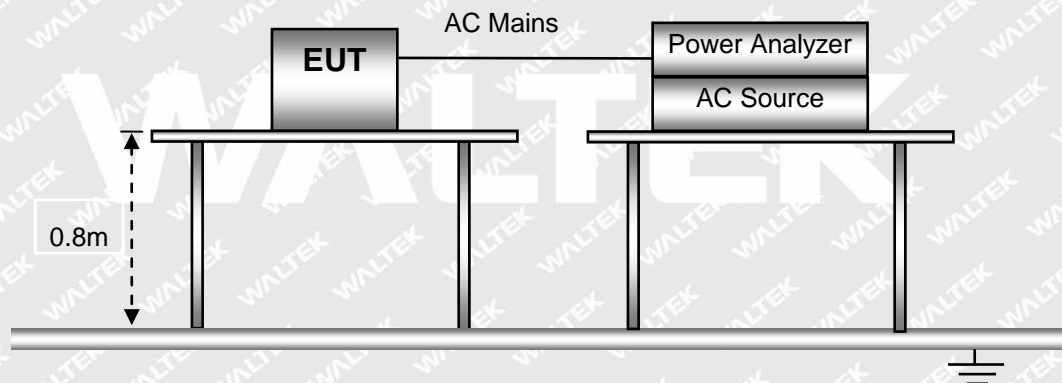 AC Mains
EUT
Power Analyzer
AC Source
0.8m
WALTEK